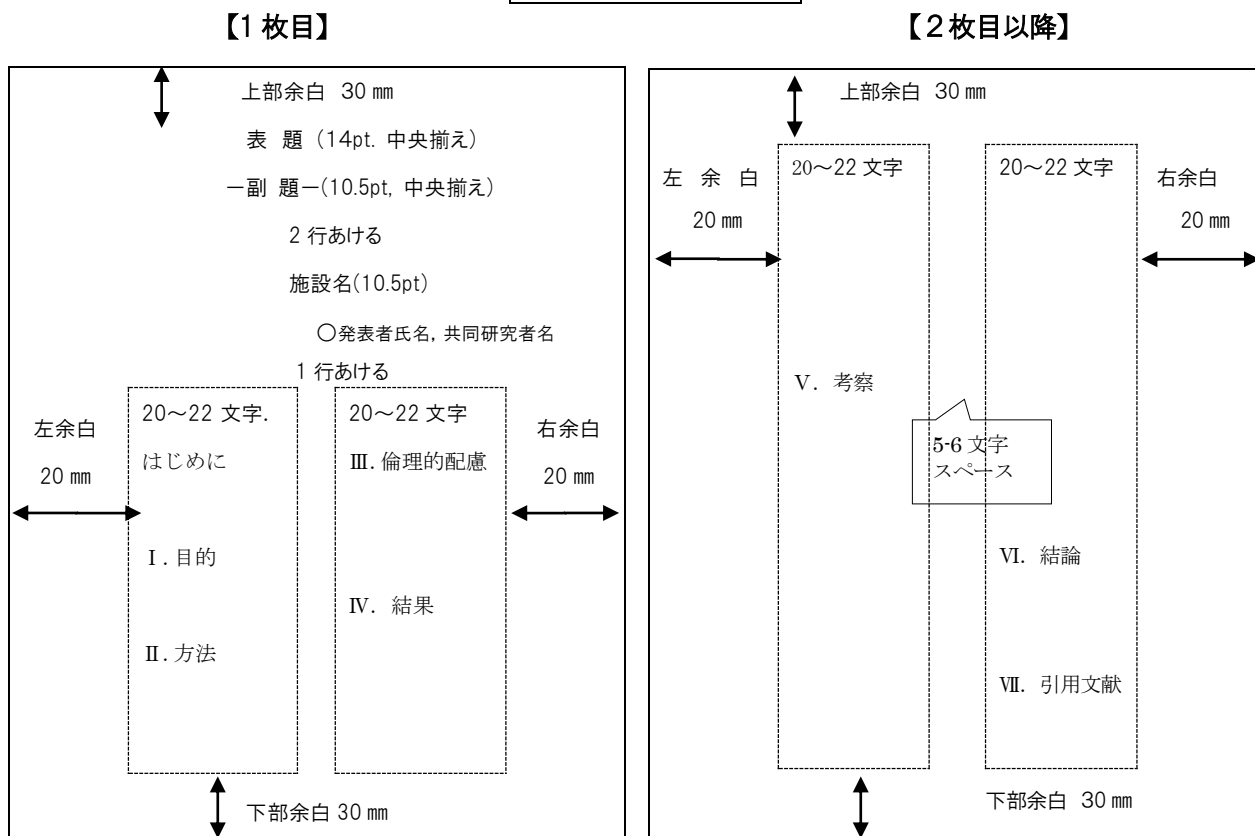 【1枚目】
上部余白 30 ㎜
表 題 (14pt. 中央揃え)
－副 題－(10.5pt, 中央揃え)
2 行あける
施設名(10.5pt)
○発表者氏名, 共同研究者名
1 行あける
左余白
20 ㎜
20～22 文字.
はじめに
Ⅰ.目的
Ⅱ.方法
20～22 文字
Ⅲ.倫理的配慮
Ⅳ. 結果
右余白
20 ㎜
下部余白 30 ㎜
【２枚目以降】
上部余白 30 ㎜
左 余 白
20 ㎜
20～22 文字
Ⅴ. 考察
5-6 文字
スペース
20～22 文字
Ⅵ. 結論
Ⅶ. 引用文献
右余白
20 ㎜
下部余白 30 ㎜